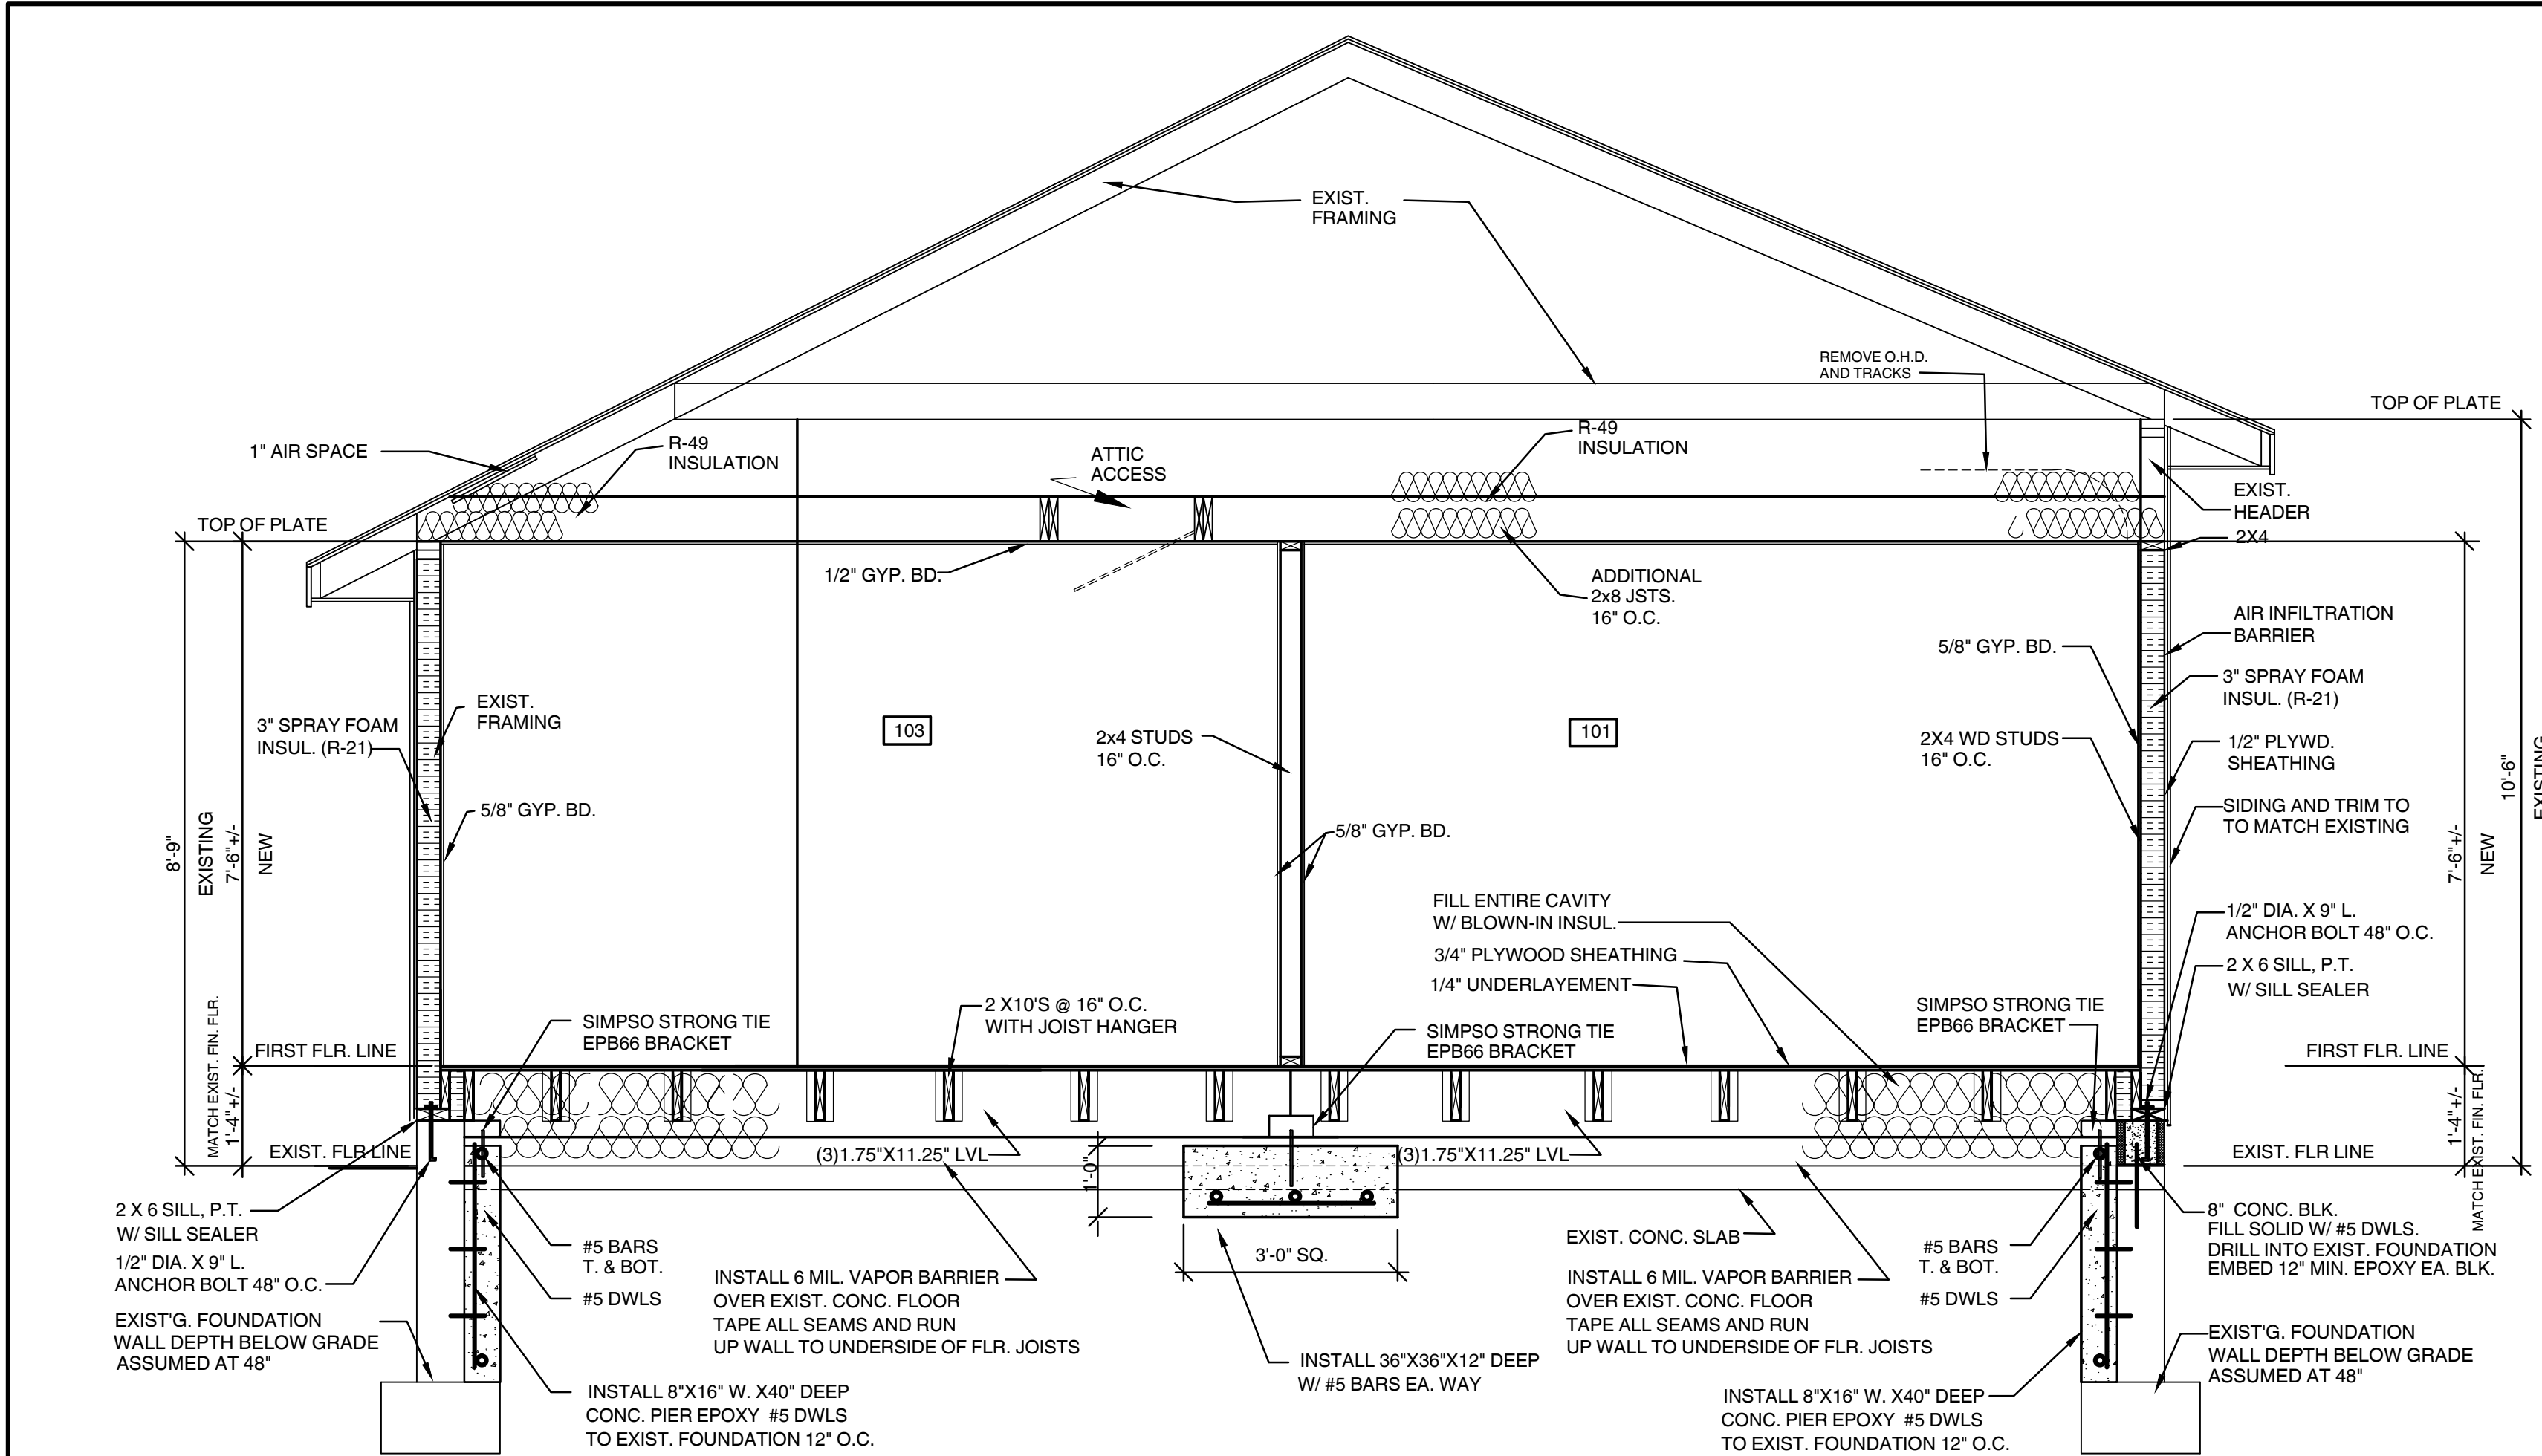 EXIST.
FRAMING
REMOVE O.H.D.
AND TRACKS
TOP OF PLATE
1" AIR SPACE
R-49
INSULATION
ATTIC
ACCESS
R-49
INSULATION
EXIST.
HEADER
TOP OF PLATE
2X4
1/2" GYP. BD.
ADDITIONAL
2x8 JSTS.
16" O.C.
AIR INFILTRATION
BARRIER
5/8" GYP. BD.
3" SPRAY FOAM
INSUL. (R-21)
EXIST.
FRAMING
3" SPRAY FOAM
INSUL. (R-21)
103
2x4 STUDS
16" O.C.
101
2X4 WD STUDS
16" O.C.
1/2" PLYWD.
SHEATHING
10'-6"
EXISTING
5/8" GYP. BD.
SIDING AND TRIM TO
TO MATCH EXISTING
8'-9"
EXISTING
7'-6"+/-
NEW
5/8" GYP. BD.
7'-6"+/-
NEW
FILL ENTIRE CAVITY
W/ BLOWN-IN INSUL.
3/4" PLYWOOD SHEATHING
1/4" UNDERLAYEMENT
1/2" DIA. X 9" L.
ANCHOR BOLT 48" O.C.
2 X 6 SILL, P.T.
W/ SILL SEALER
SIMPSO STRONG TIE
EPB66 BRACKET
2 X10'S @ 16" O.C.
WITH JOIST HANGER
SIMPSO STRONG TIE
EPB66 BRACKET
SIMPSO STRONG TIE
EPB66 BRACKET
FIRST FLR. LINE
FIRST FLR. LINE
MATCH EXIST. FIN. FLR.
1'-4"+/-
1'-4"+/-
MATCH EXIST. FIN. FLR.
EXIST. FLR LINE
(3)1.75"X11.25" LVL
1'-0"
(3)1.75"X11.25" LVL
EXIST. FLR LINE
2 X 6 SILL, P.T.
W/ SILL SEALER
1/2" DIA. X 9" L.
ANCHOR BOLT 48" O.C.
EXIST'G. FOUNDATION
WALL DEPTH BELOW GRADE
ASSUMED AT 48"
#5 BARS
T. & BOT.
#5 DWLS
INSTALL 6 MIL. VAPOR BARRIER
OVER EXIST. CONC. FLOOR
TAPE ALL SEAMS AND RUN
UP WALL TO UNDERSIDE OF FLR. JOISTS
3'-0" SQ.
EXIST. CONC. SLAB
INSTALL 6 MIL. VAPOR BARRIER
OVER EXIST. CONC. FLOOR
TAPE ALL SEAMS AND RUN
UP WALL TO UNDERSIDE OF FLR. JOISTS
#5 BARS
T. & BOT.
#5 DWLS
8" CONC. BLK.
FILL SOLID W/ #5 DWLS.
DRILL INTO EXIST. FOUNDATION
EMBED 12" MIN. EPOXY EA. BLK.
EXIST'G. FOUNDATION
WALL DEPTH BELOW GRADE
ASSUMED AT 48"
INSTALL 8"X16" W. X40" DEEP
CONC. PIER EPOXY #5 DWLS
TO EXIST. FOUNDATION 12" O.C.
INSTALL 36"X36"X12" DEEP
W/ #5 BARS EA. WAY
INSTALL 8"X16" W. X40" DEEP
CONC. PIER EPOXY #5 DWLS
TO EXIST. FOUNDATION 12" O.C.